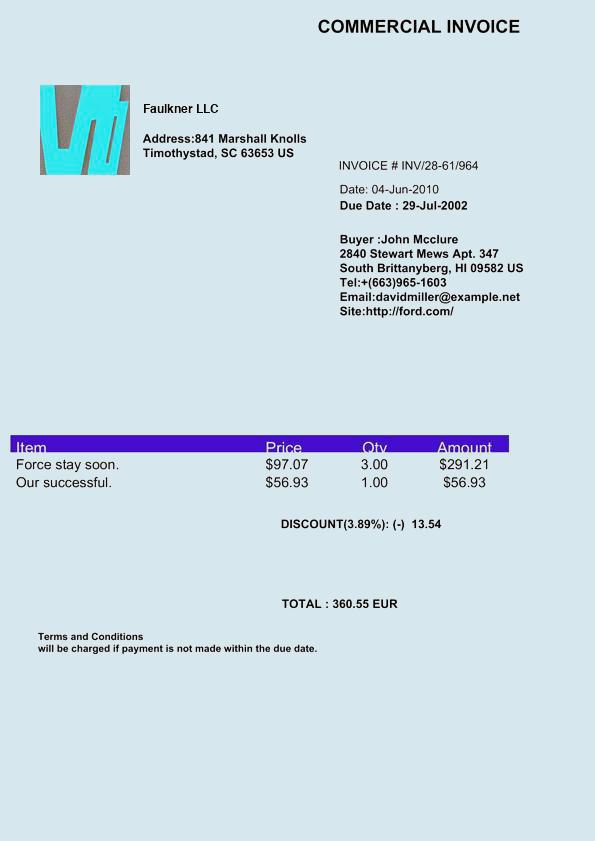 COMMERCIAL INVOICE
Faulkner LLC
Address:841 Marshall Knolls
Timothystad, SC 63653 US
INVOICE # INV/28-61/964
Date: 04-Jun-2010
Due Date : 29-Jul-2002
Buyer :John Mcclure
2840 Stewart Mews Apt. 347
South Brittanyberg, HI 09582 US
Tel:+(663)965-1603
Email:davidmiller@example.net
Site:http://ford.com/
Item Price Qty Amount
Force stay soon. $97.07 3.00 $291.21
Our successful. $56.93 1.00 $56.93
DISCOUNT(3.89%): (-) 13.54
TOTAL : 360.55 EUR
Terms and Conditions
will be charged if payment is not made within the due date.